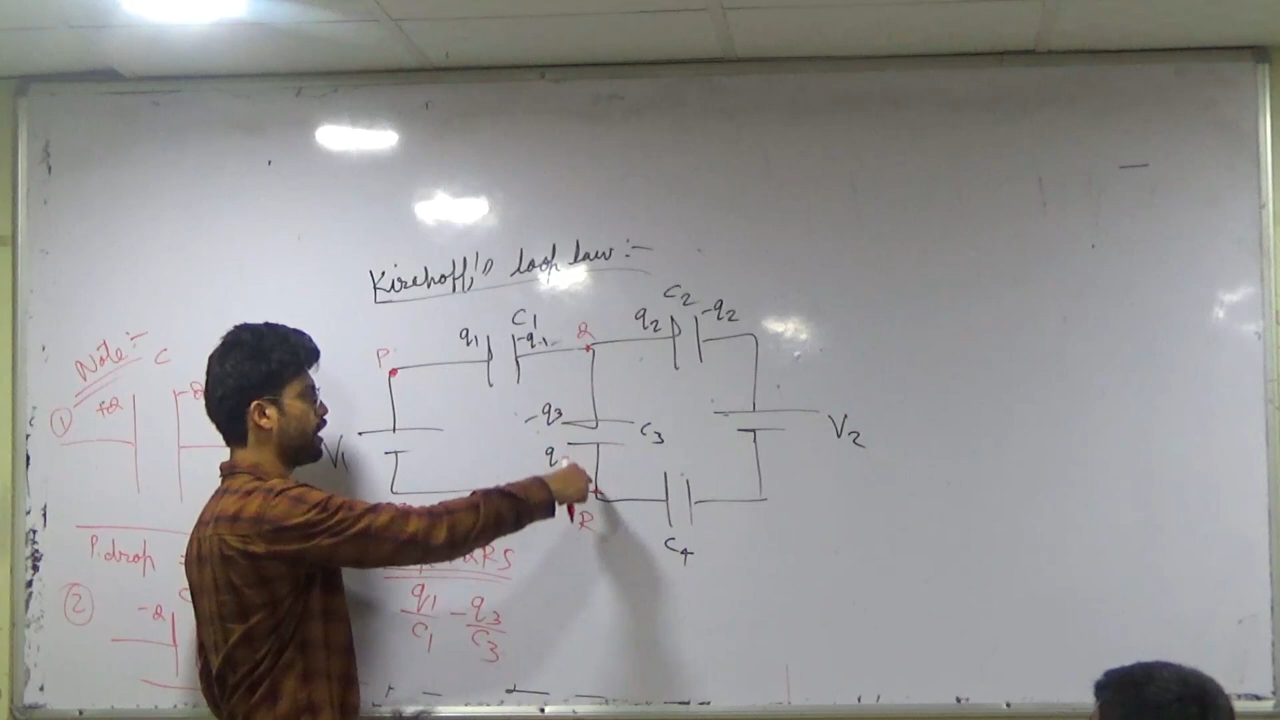 Kirchoff's loop law :-
Note:-
① C
+Q -Q
P.drop =
② C
-Q
P q₁ C₁ -q₁ Q
q₂ C₂ -q₂
-q₃ C₃
q
V₁
V₂
R
C₄
QRS
q₁/C₁ - q₃/C₃